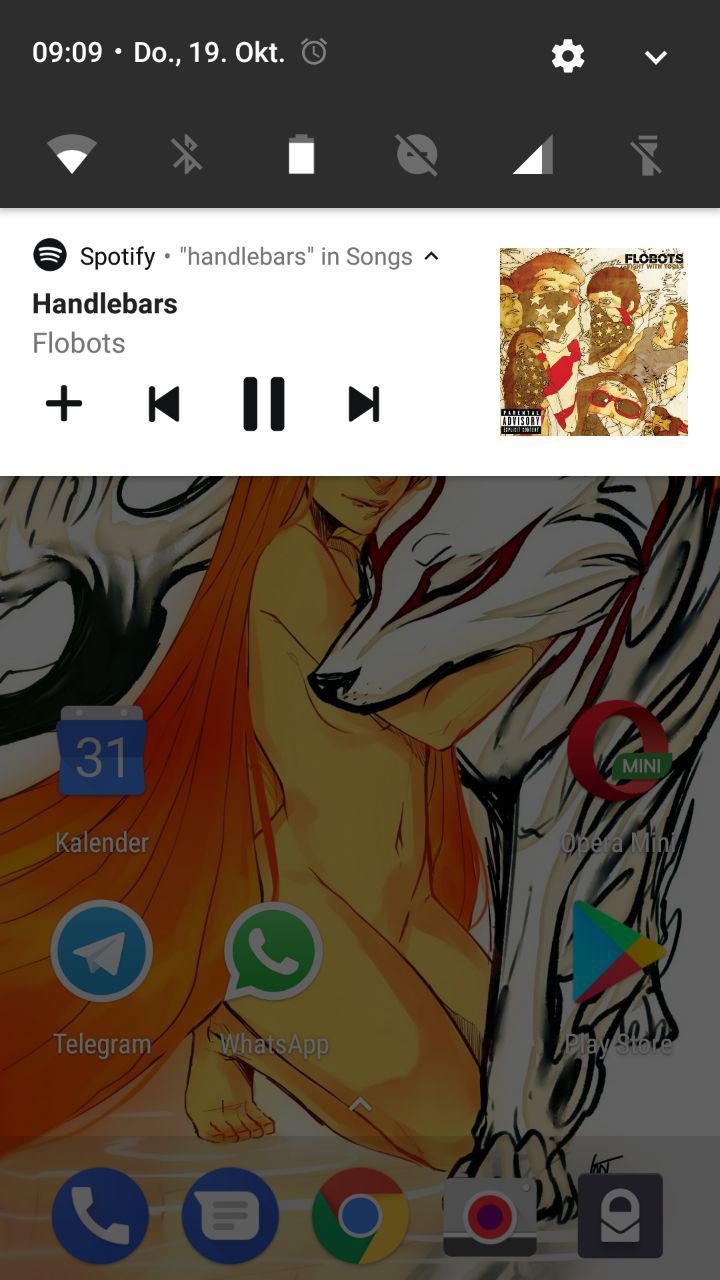 09:09 • Do., 19. Okt.
Spotify • "handlebars" in Songs
Handlebars
Flobots
FLOBOTS
FIGHT WITH TOOLS
PARENTAL
ADVISORY
EXPLICIT CONTENT
31
MINI
Kalender
Opera Mini
Telegram
WhatsApp
Play Store